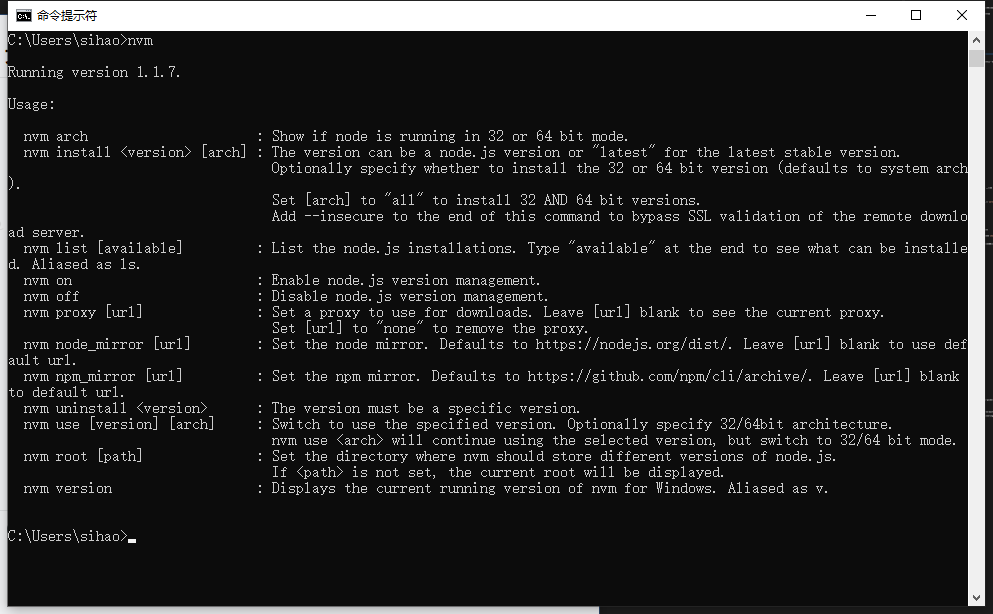 命令提示符
C:\Users\sihao>nvm
Running version 1.1.7.
Usage:
nvm arch : Show if node is running in 32 or 64 bit mode.
nvm install <version> [arch] : The version can be a node.js version or "latest" for the latest stable version.
Optionally specify whether to install the 32 or 64 bit version (defaults to system arch
).
Set [arch] to "all" to install 32 AND 64 bit versions.
Add --insecure to the end of this command to bypass SSL validation of the remote downlo
ad server.
nvm list [available] : List the node.js installations. Type "available" at the end to see what can be installe
d. Aliased as ls.
nvm on : Enable node.js version management.
nvm off : Disable node.js version management.
nvm proxy [url] : Set a proxy to use for downloads. Leave [url] blank to see the current proxy.
Set [url] to "none" to remove the proxy.
nvm node_mirror [url] : Set the node mirror. Defaults to https://nodejs.org/dist/. Leave [url] blank to use def
ault url.
nvm npm_mirror [url] : Set the npm mirror. Defaults to https://github.com/npm/cli/archive/. Leave [url] blank
to default url.
nvm uninstall <version> : The version must be a specific version.
nvm use [version] [arch] : Switch to use the specified version. Optionally specify 32/64bit architecture.
nvm use <arch> will continue using the selected version, but switch to 32/64 bit mode.
nvm root [path] : Set the directory where nvm should store different versions of node.js.
If <path> is not set, the current root will be displayed.
nvm version : Displays the current running version of nvm for Windows. Aliased as v.
C:\Users\sihao>